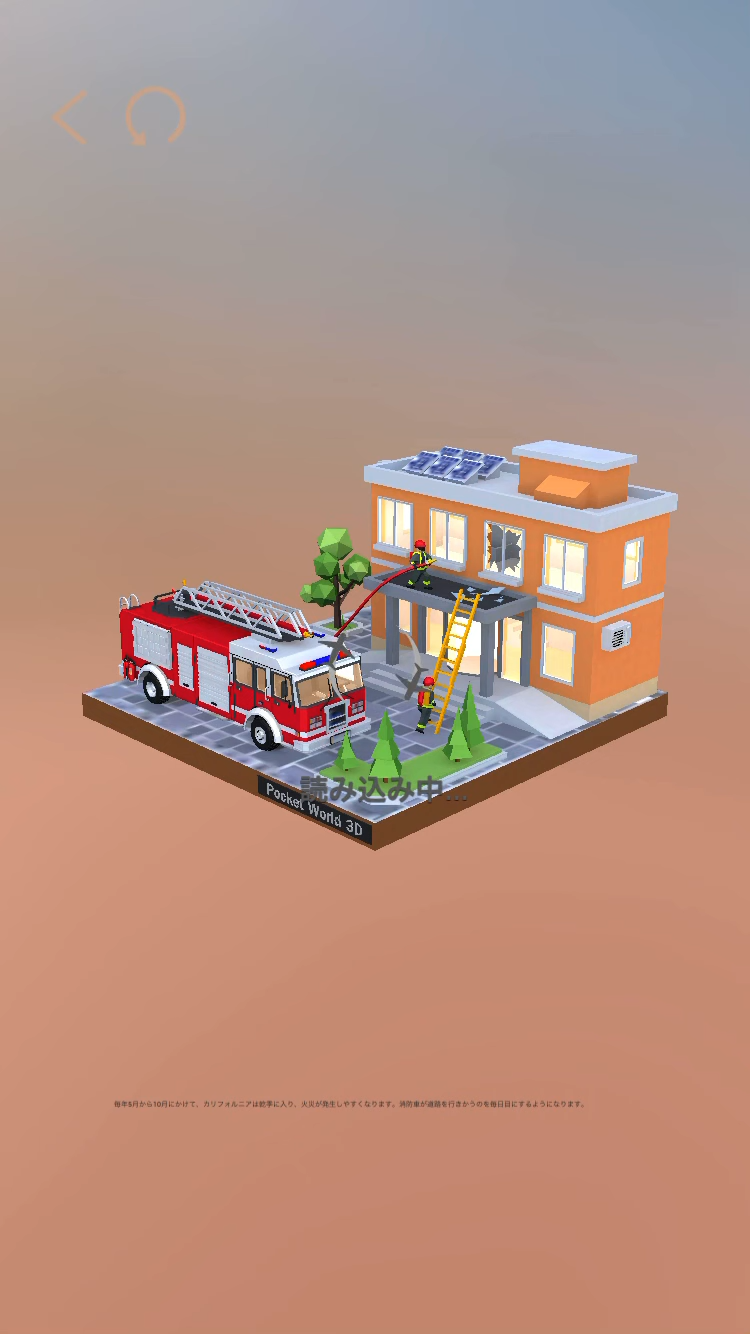 読み込み中...
Pocket World 3D
毎年5月から10月にかけて、カリフォルニアは乾季に入り、火災が発生しやすくなります。消防車が道路を行きかうのを毎日目にするようになります。